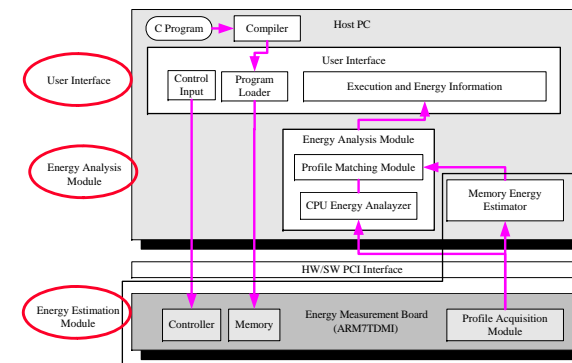 C Program
Compiler
Host PC
User Interface
User Interface
Control
Input
Program
Loader
Execution and Energy Information
Energy Analysis
Module
Energy Analysis Module
Profile Matching Module
CPU Energy Analayzer
Memory Energy
Estimator
HW/SW PCI Interface
Energy Estimation
Module
Controller
Memory
Energy Measurement Board
(ARM7TDMI)
Profile Acquisition
Module